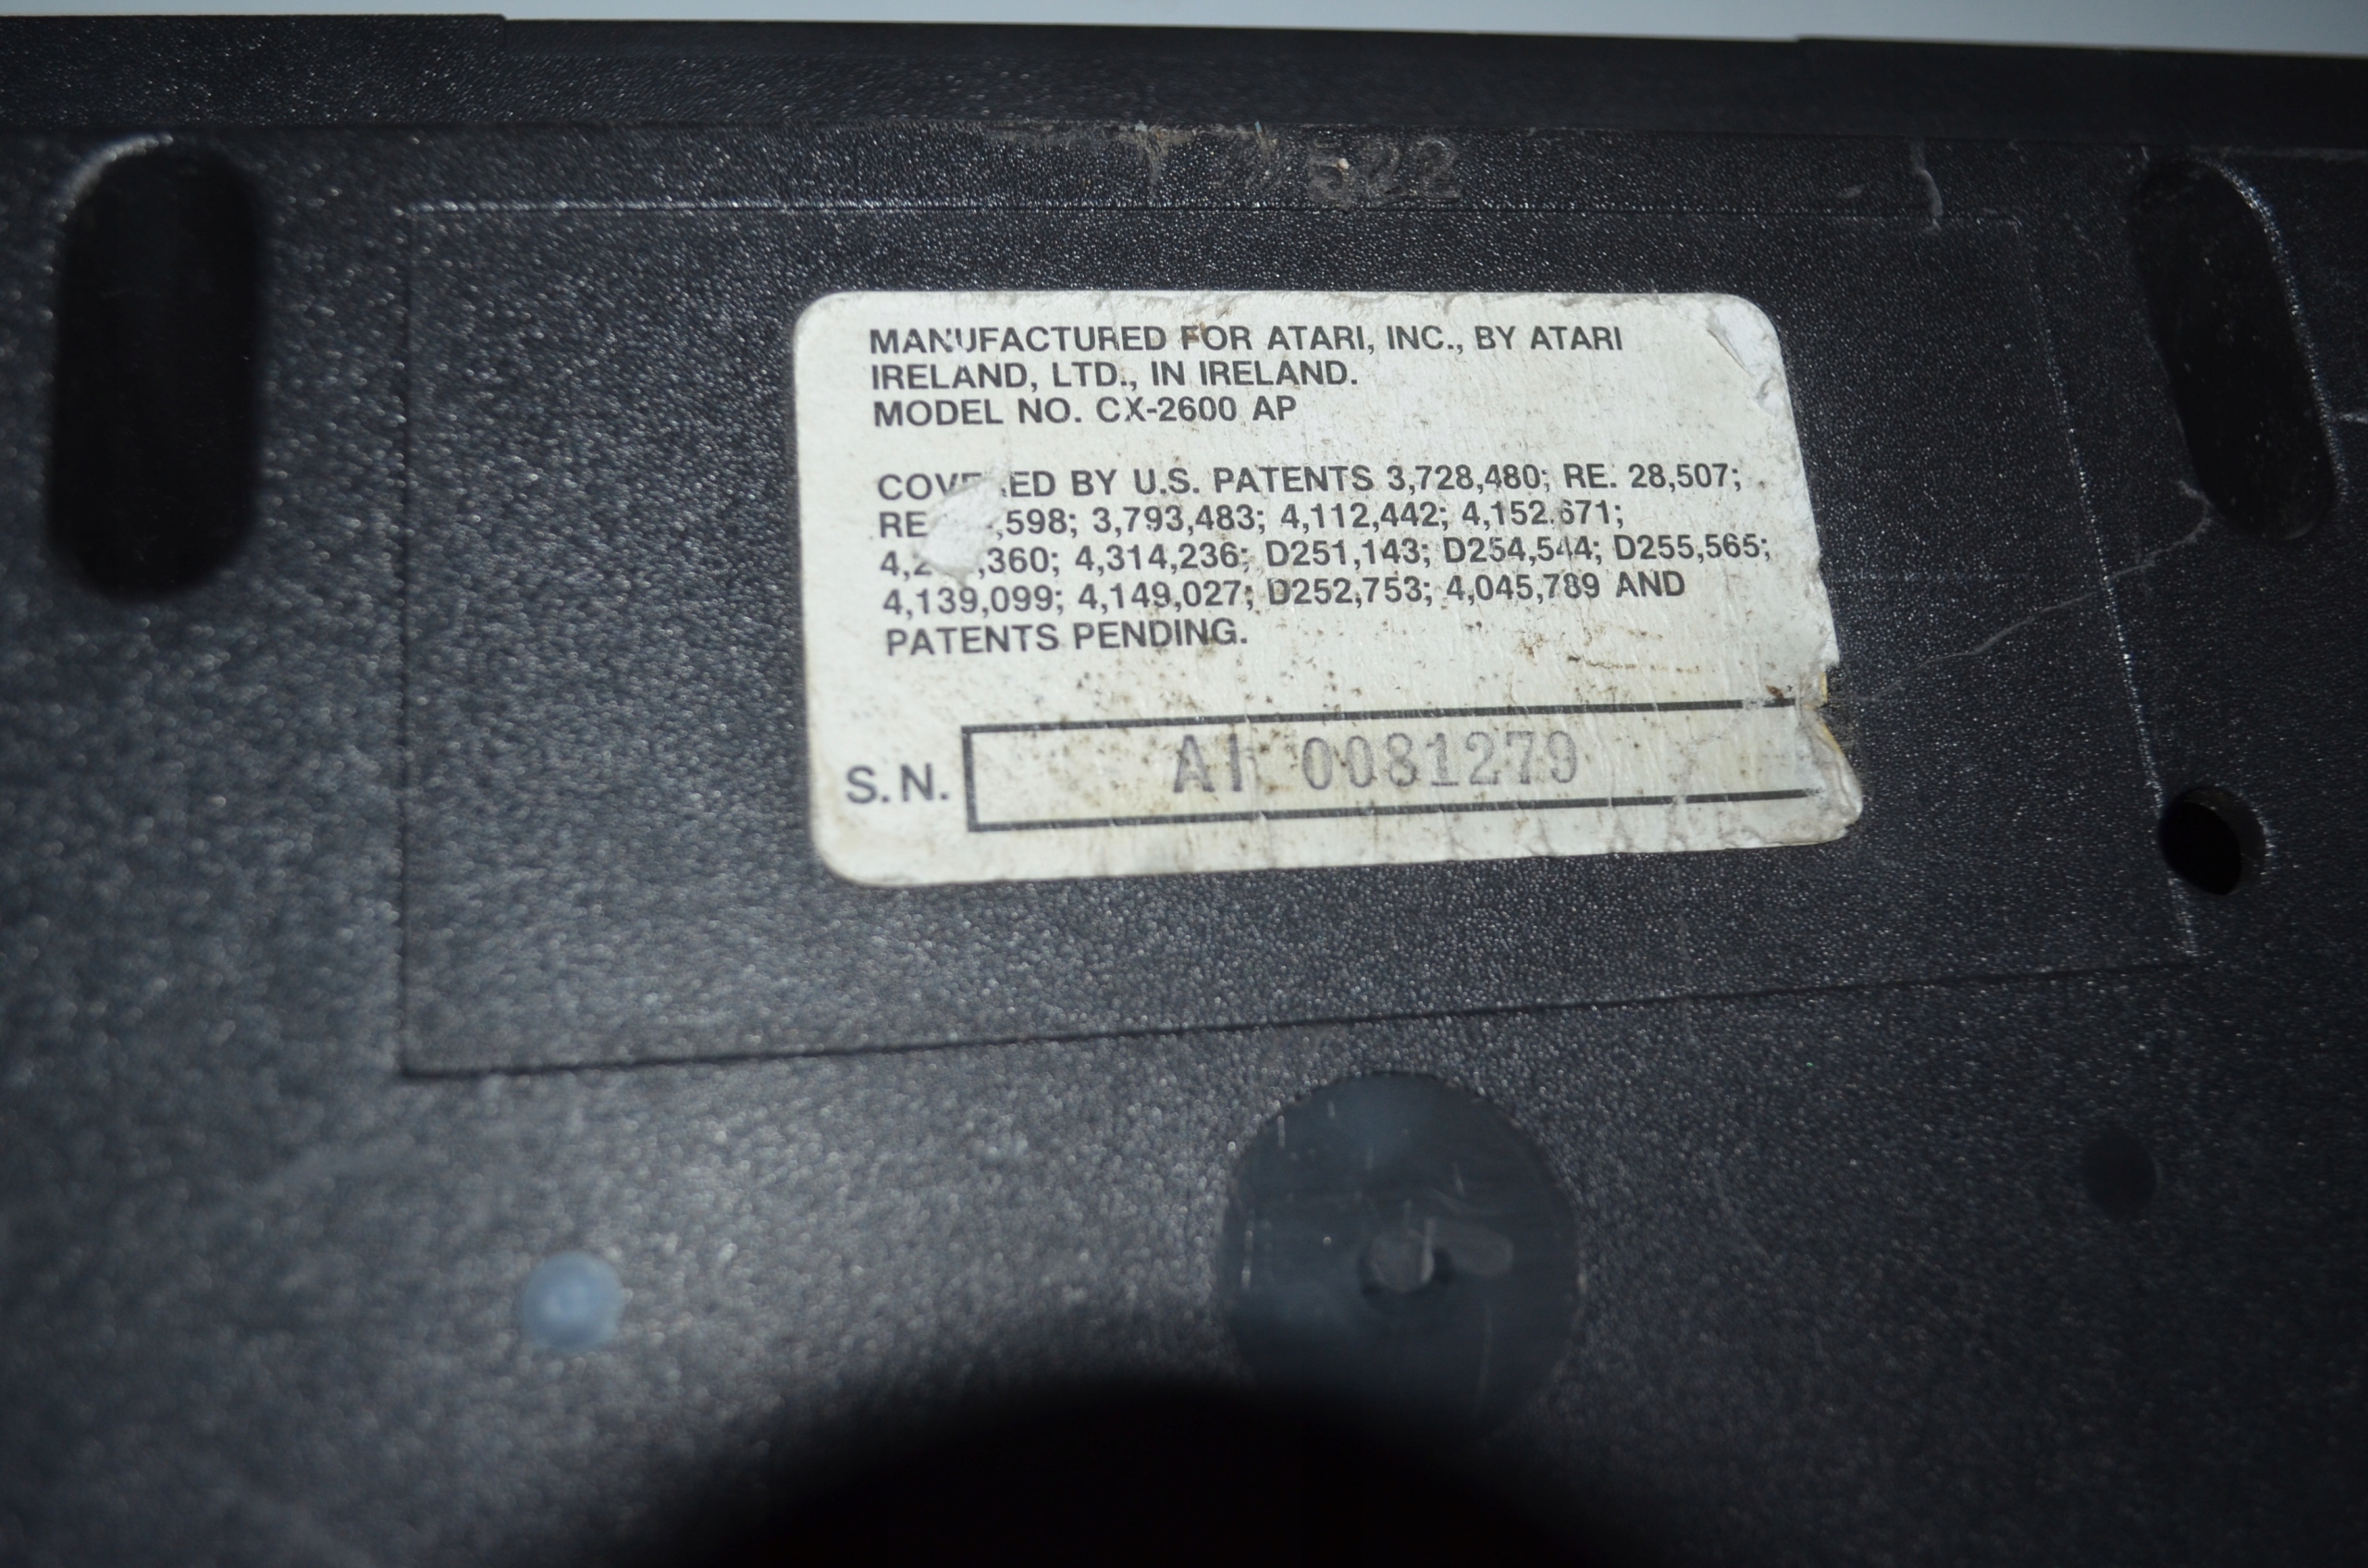 522
MANUFACTURED FOR ATARI, INC., BY ATARI
IRELAND, LTD., IN IRELAND.
MODEL NO. CX-2600 AP
COVERED BY U.S. PATENTS 3,728,480; RE. 28,507;
RE ,598; 3,793,483; 4,112,442; 4,152,671;
4,314,236; D251,143; D254,544; D255,565;
4,139,099; 4,149,027; D252,753; 4,045,789 AND
PATENTS PENDING.
S.N. AI 0081279